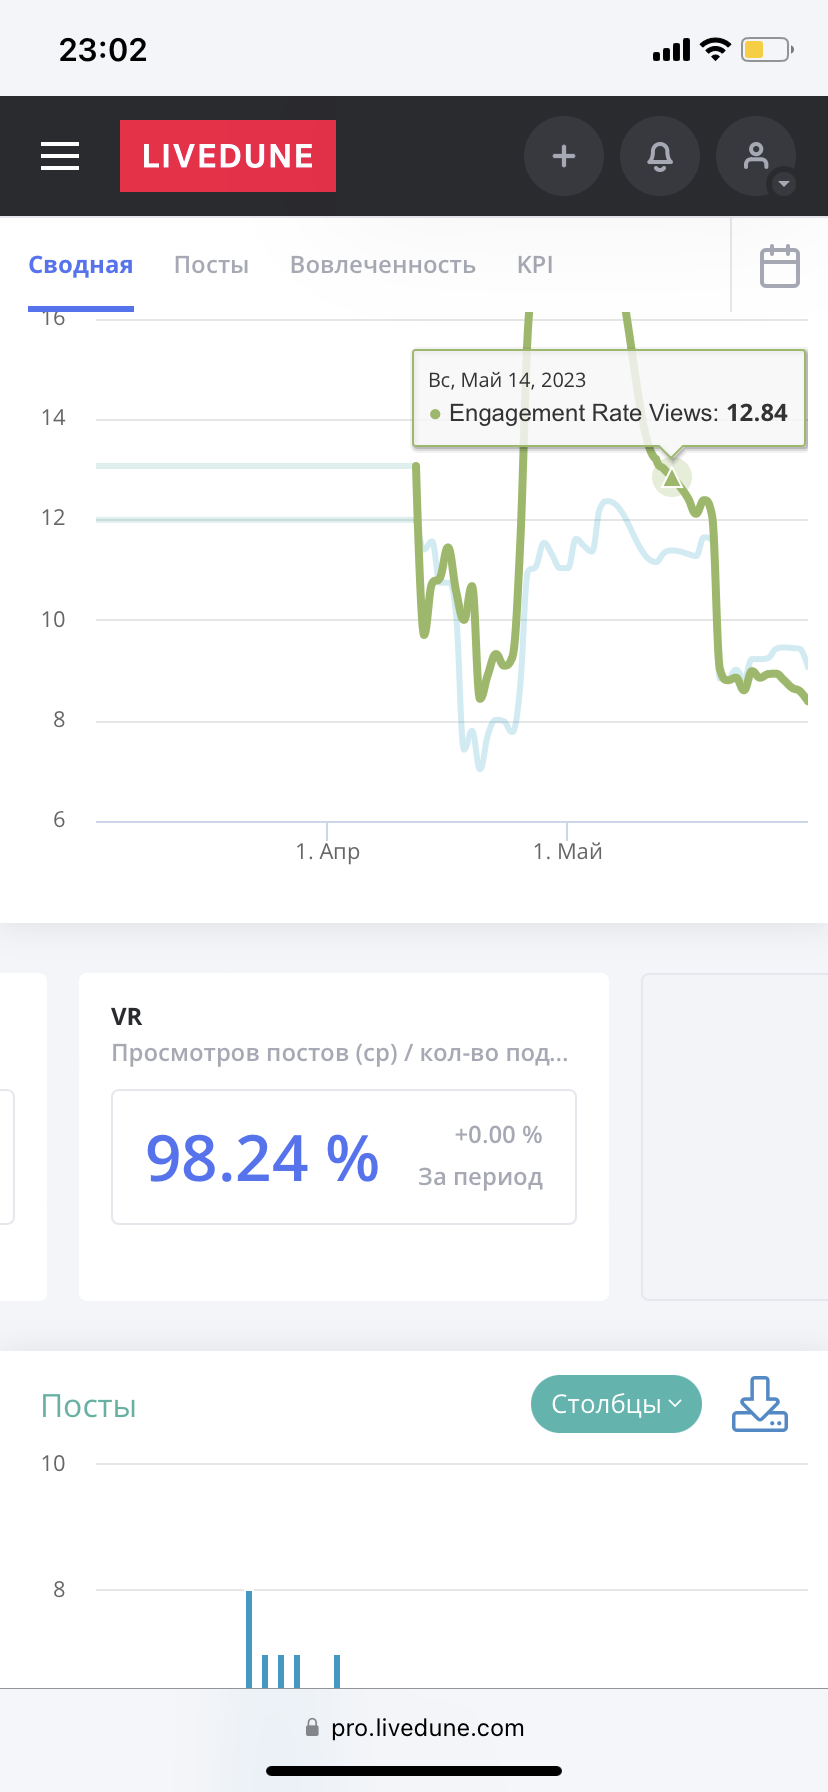 23:02
LIVEDUNE
Сводная Посты Вовлеченность KPI
16
Вс, Май 14, 2023
Engagement Rate Views: 12.84
14
12
10
8
6
1. Апр 1. Май
VR
Просмотров постов (ср) / кол-во под...
98.24 %
+0.00 %
За период
Посты
Столбцы
10
8
pro.livedune.com